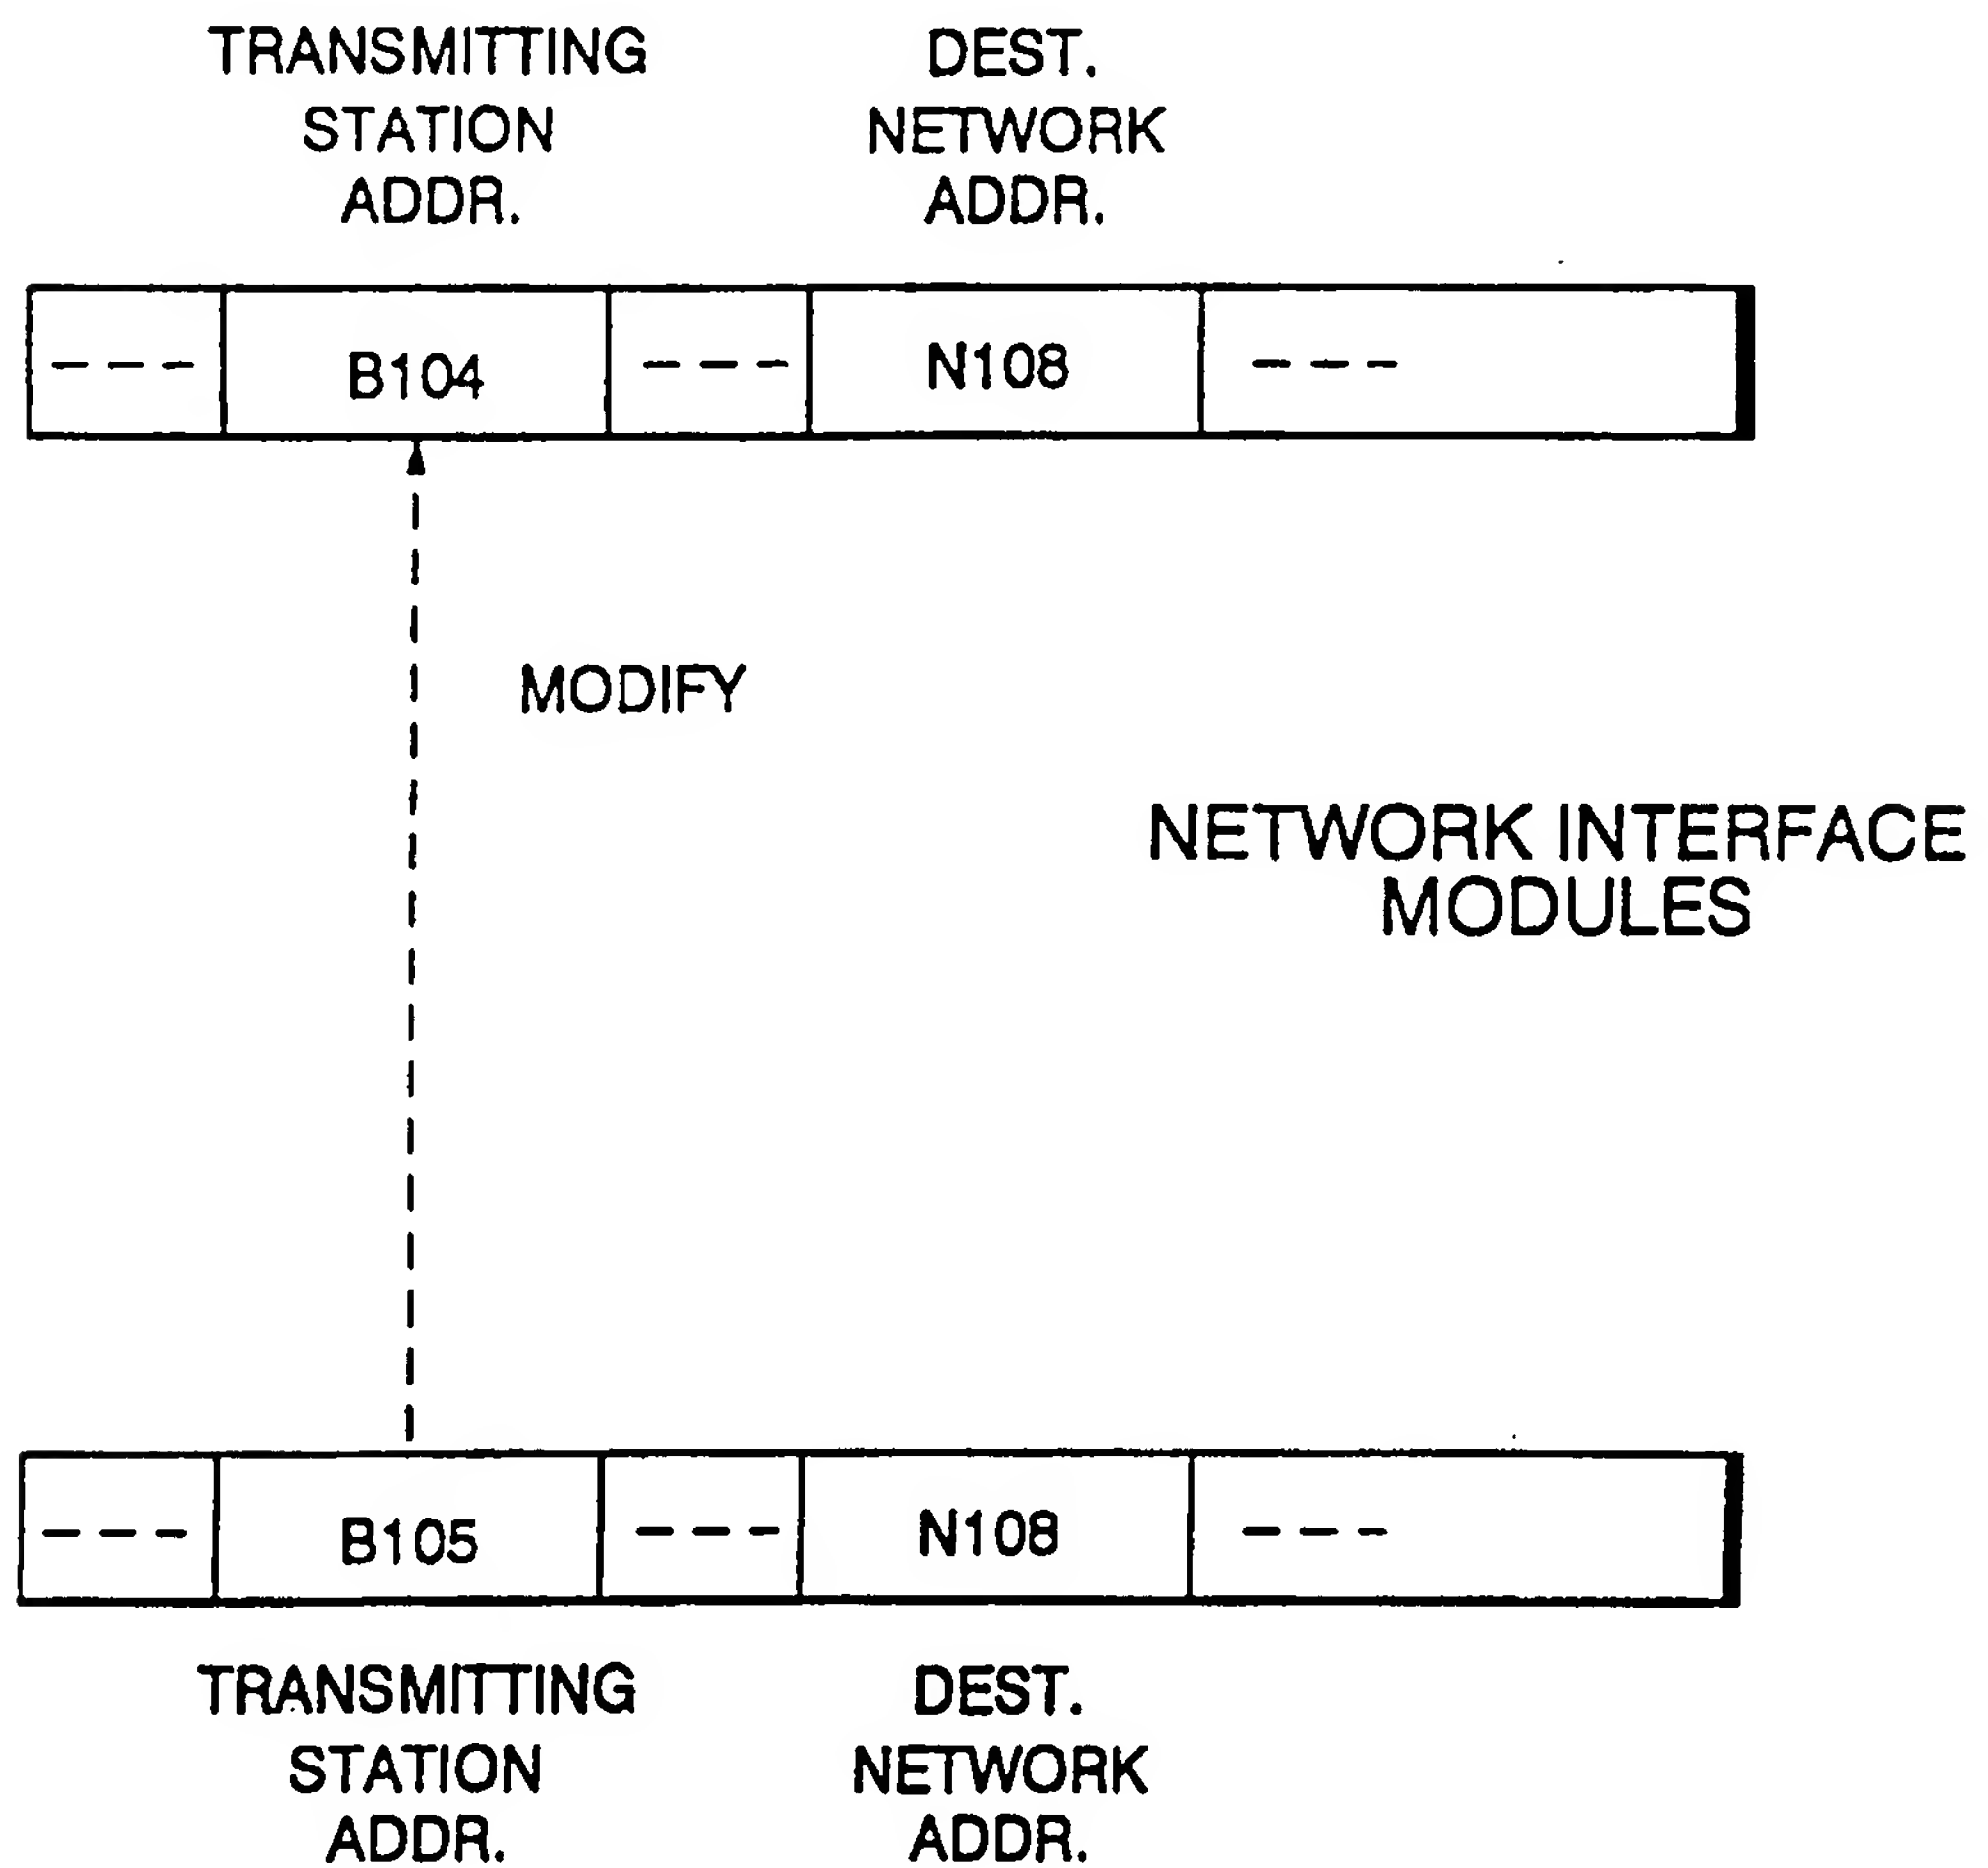 TRANSMITTING
STATION
ADDR.
DEST.
NETWORK
ADDR.
--- B104 --- N108 ---
MODIFY
NETWORK INTERFACE
MODULES
--- B105 --- N108 ---
TRANSMITTING
STATION
ADDR.
DEST.
NETWORK
ADDR.